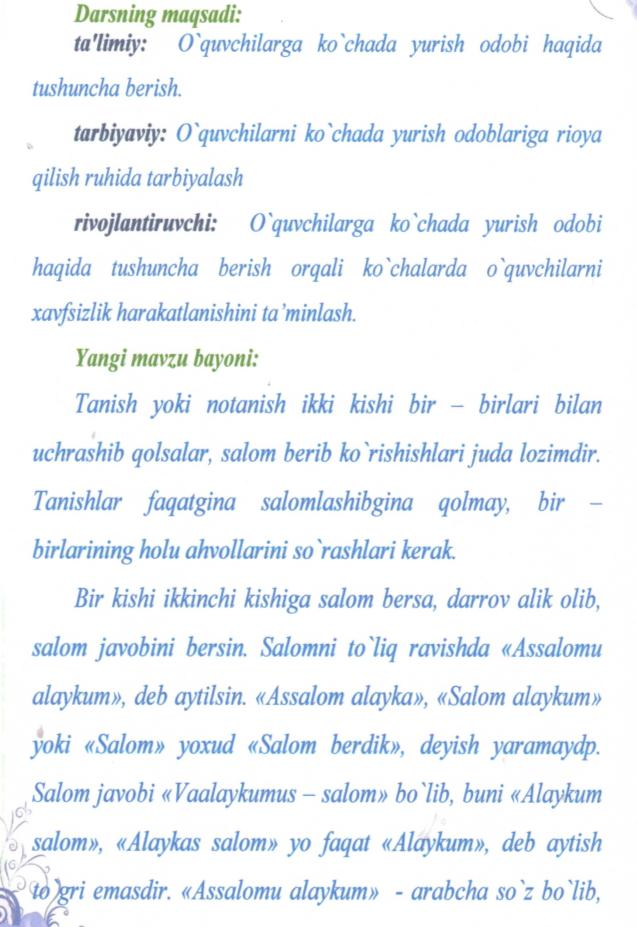 Darsning maqsadi:
ta'limiy: O`quvchilarga ko`chada yurish odobi haqida
tushuncha berish.
tarbiyaviy: O`quvchilarni ko`chada yurish odoblariga rioya
qilish ruhida tarbiyalash
rivojlantiruvchi: O`quvchilarga ko`chada yurish odobi
haqida tushuncha berish orqali ko`chalarda o`quvchilarni
xavfsizlik harakatlanishini ta’minlash.
Yangi mavzu bayoni:
Tanish yoki notanish ikki kishi bir – birlari bilan
uchrashib qolsalar, salom berib ko`rishishlari juda lozimdir.
Tanishlar faqatgina salomlashibgina qolmay, bir –
birlarining holu ahvollarini so`rashlari kerak.
Bir kishi ikkinchi kishiga salom bersa, darrov alik olib,
salom javobini bersin. Salomni to`liq ravishda «Assalomu
alaykum», deb aytilsin. «Assalom alayka», «Salom alaykum»
yoki «Salom» yoxud «Salom berdik», deyish yaramaydp.
Salom javobi «Vaalaykumus – salom» bo`lib, buni «Alaykum
salom», «Alaykas salom» yo faqat «Alaykum», deb aytish
to`gri emasdir. «Assalomu alaykum» - arabcha so`z bo`lib,